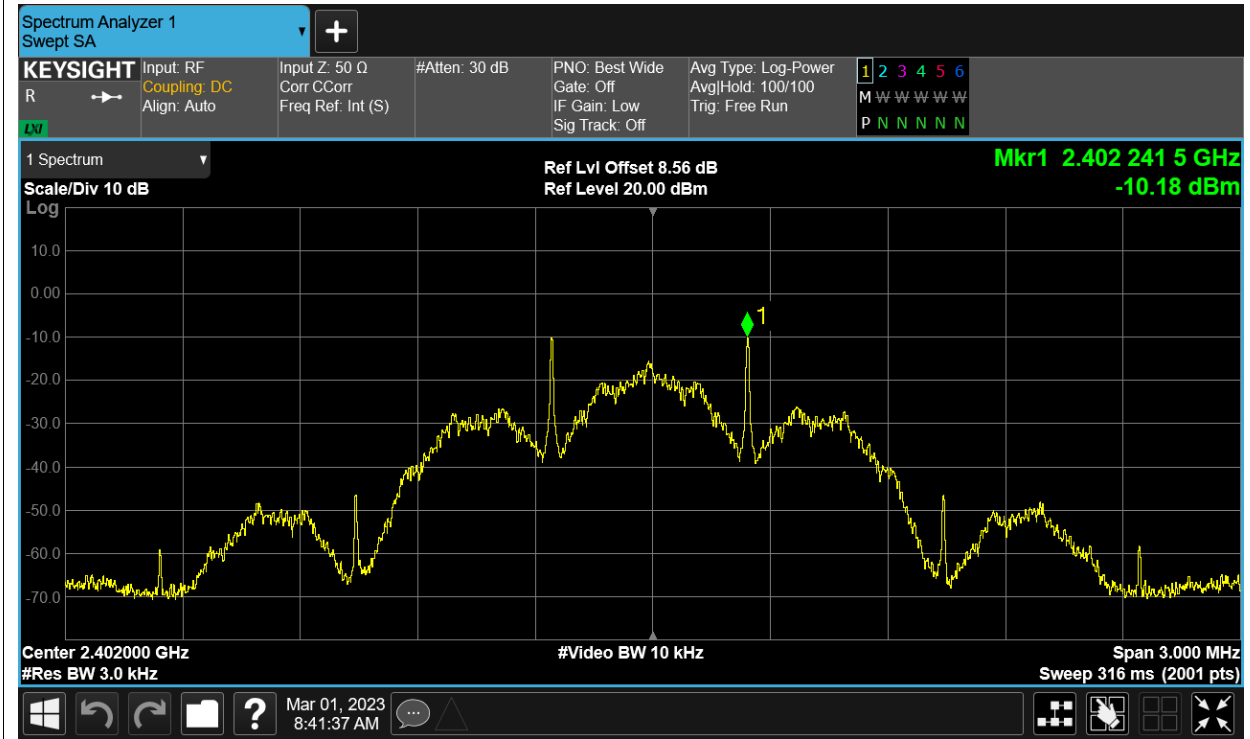 Spectrum Analyzer 1
Swept SA
+
KEYSIGHT Input: RF Input Z: 50 Ω #Atten: 30 dB PNO: Best Wide Avg Type: Log-Power 1 2 3 4 5 6
R Coupling: DC Corr CCorr Gate: Off Avg|Hold: 100/100 M W W W W W
Align: Auto Freq Ref: Int (S) IF Gain: Low Trig: Free Run
LXI Sig Track: Off P N N N N N
1 Spectrum Ref Lvl Offset 8.56 dB Mkr1 2.402 241 5 GHz
Scale/Div 10 dB Ref Level 20.00 dBm -10.18 dBm
Log
10.0
0.00
1
-10.0
-20.0
-30.0
-40.0
-50.0
-60.0
-70.0
Center 2.402000 GHz #Video BW 10 kHz Span 3.000 MHz
#Res BW 3.0 kHz Sweep 316 ms (2001 pts)
? Mar 01, 2023
8:41:37 AM